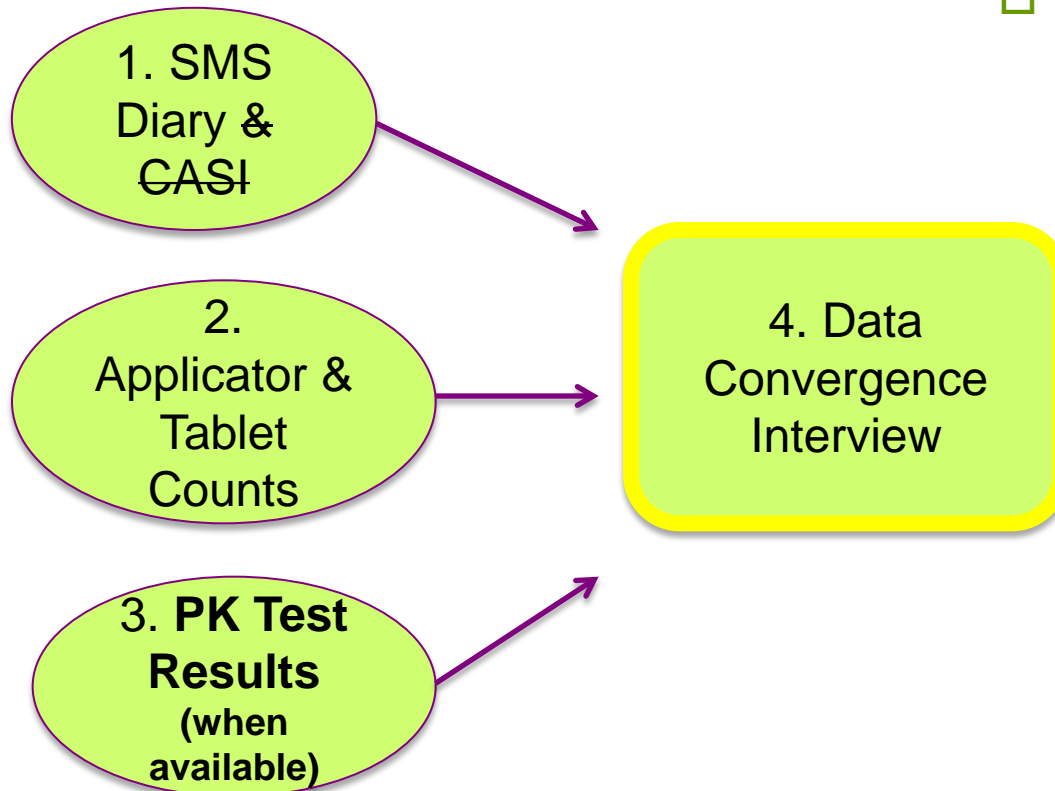 1. SMS
Diary &
CASI
2.
Applicator &
Tablet
Counts
3. PK Test
Results
(when
available)
4. Data
Convergence
Interview